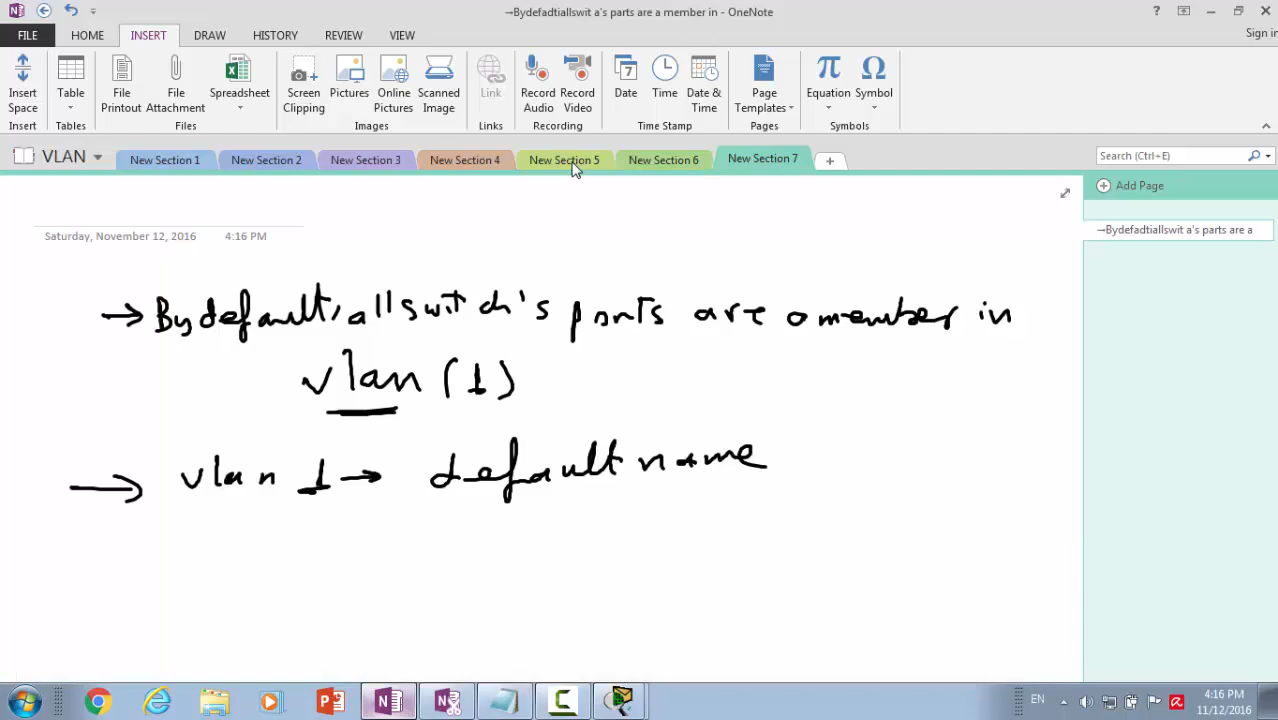 →Bydefadtiallswit a's parts are a member in - OneNote
?
Sign in
FILE HOME INSERT DRAW HISTORY REVIEW VIEW
Insert Space Table File Printout File Attachment Spreadsheet Screen Clipping Pictures Online Pictures Scanned Image Link Record Audio Record Video Date Time Date & Time Page Templates Equation Symbol
Insert Tables Files Images Links Recording Time Stamp Pages Symbols
VLAN New Section 1 New Section 2 New Section 3 New Section 4 New Section 5 New Section 6 New Section 7 + Search (Ctrl+E)
Add Page
→Bydefadtiallswit a's parts are a
Saturday, November 12, 2016 4:16 PM
→ By default, all switch's ports are a member in
vlan (1)
→ vlan 1 → default name
EN 4:16 PM
11/12/2016